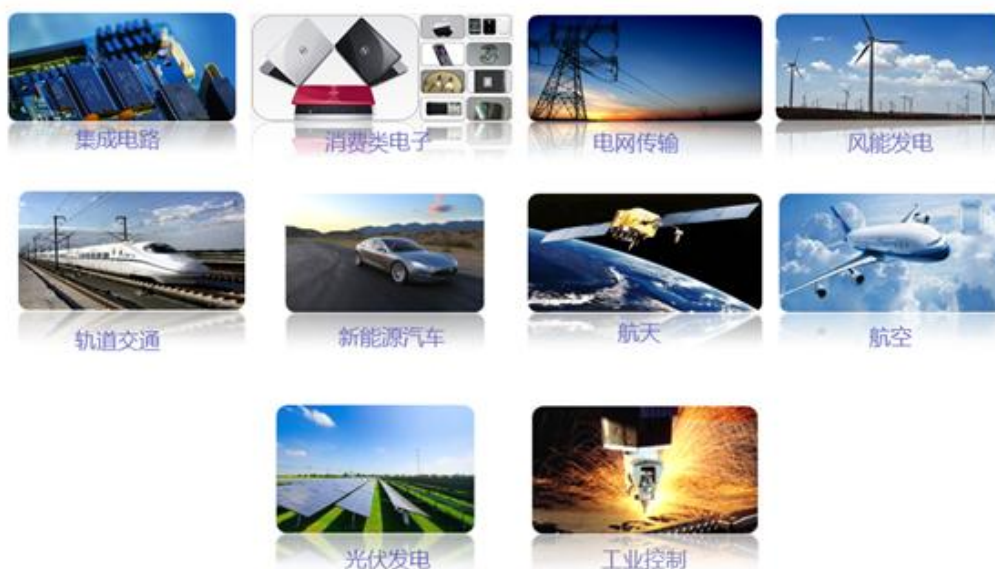 集成电路
消费类电子
电网传输
风能发电
轨道交通
新能源汽车
航天
航空
光伏发电
工业控制